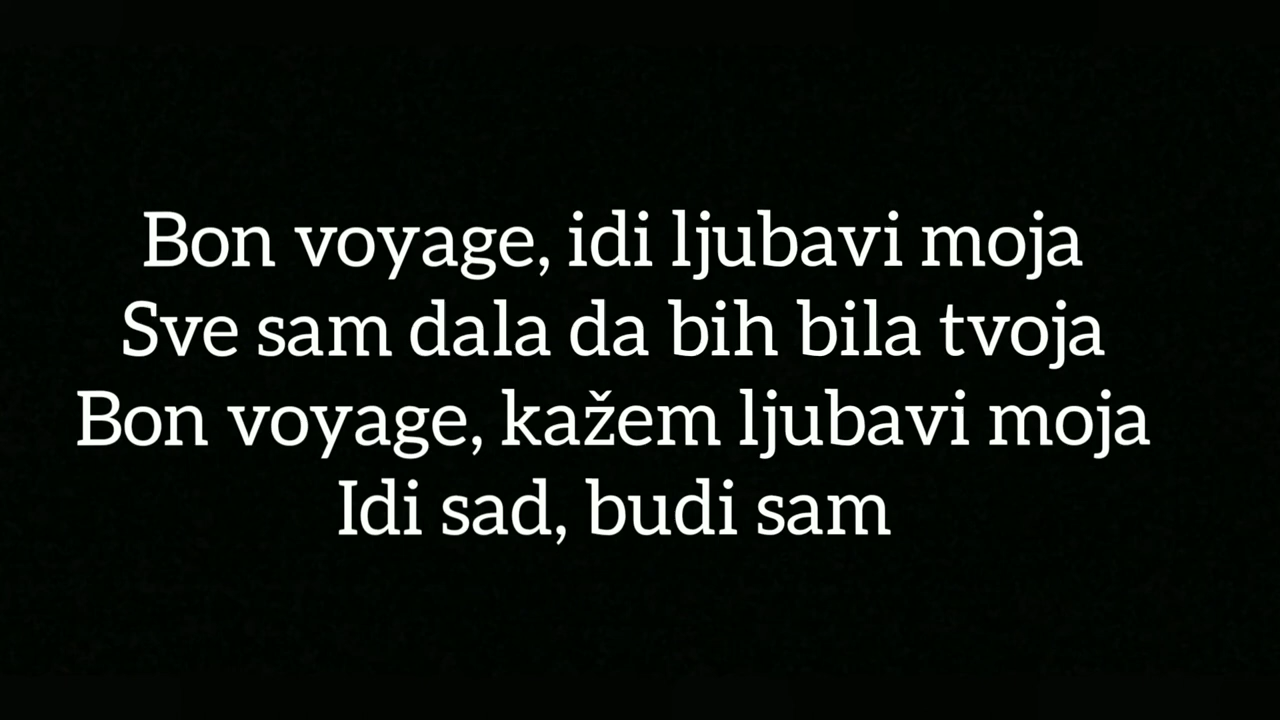 Bon voyage, idi ljubavi moja
Sve sam dala da bih bila tvoja
Bon voyage, kažem ljubavi moja
Idi sad, budi sam